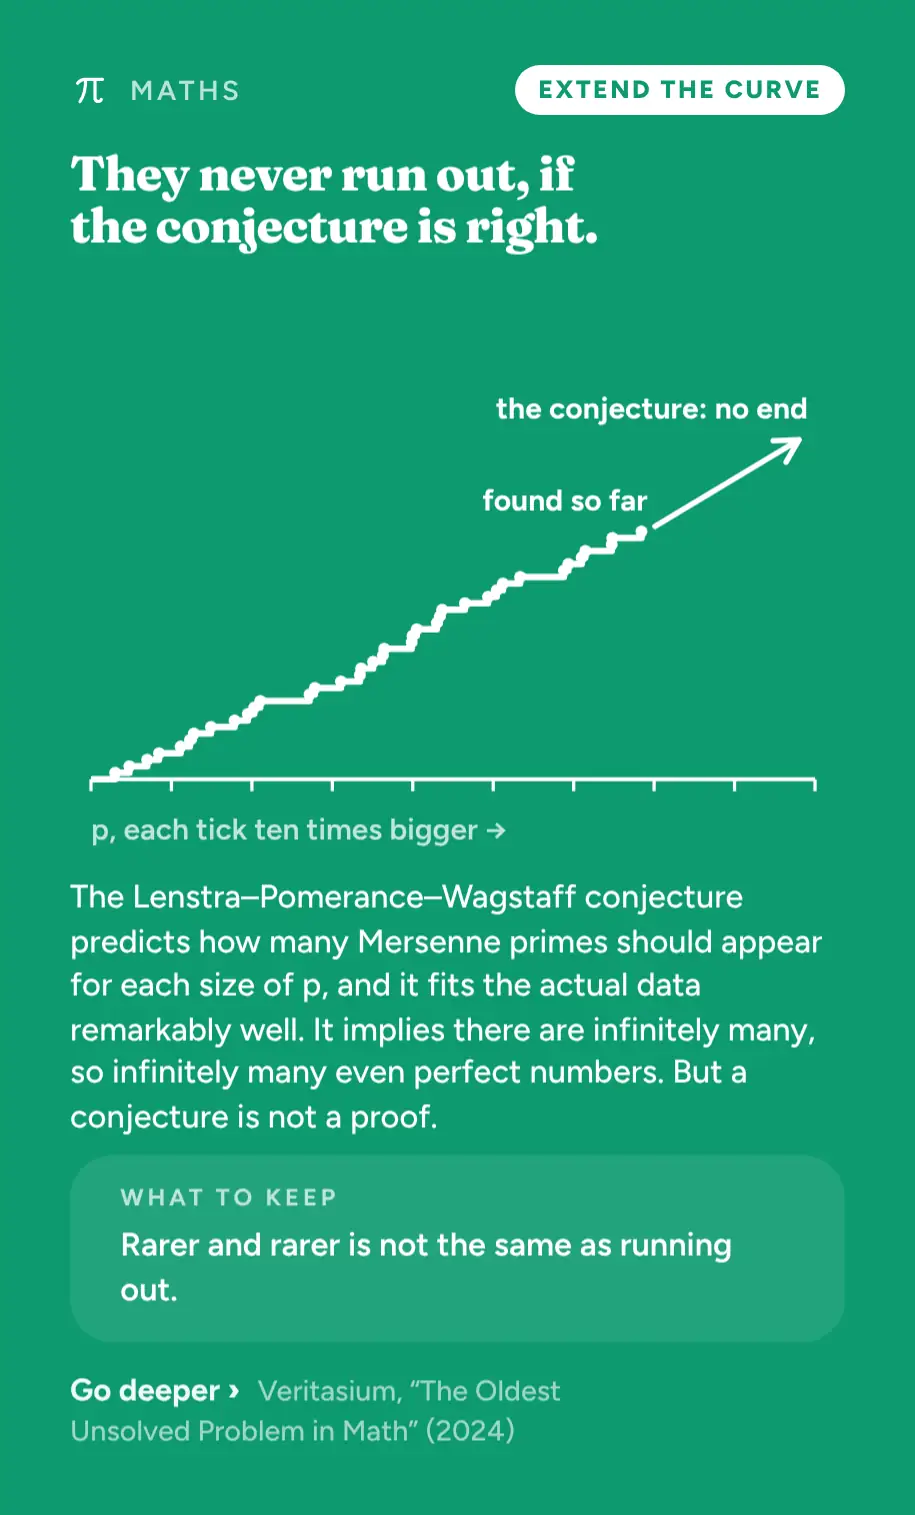 π MATHS
EXTEND THE CURVE
They never run out, if
the conjecture is right.
the conjecture: no end
found so far
p, each tick ten times bigger →
The Lenstra–Pomerance–Wagstaff conjecture
predicts how many Mersenne primes should appear
for each size of p, and it fits the actual data
remarkably well. It implies there are infinitely many,
so infinitely many even perfect numbers. But a
conjecture is not a proof.
WHAT TO KEEP
Rarer and rarer is not the same as running
out.
Go deeper › Veritasium, “The Oldest
Unsolved Problem in Math” (2024)